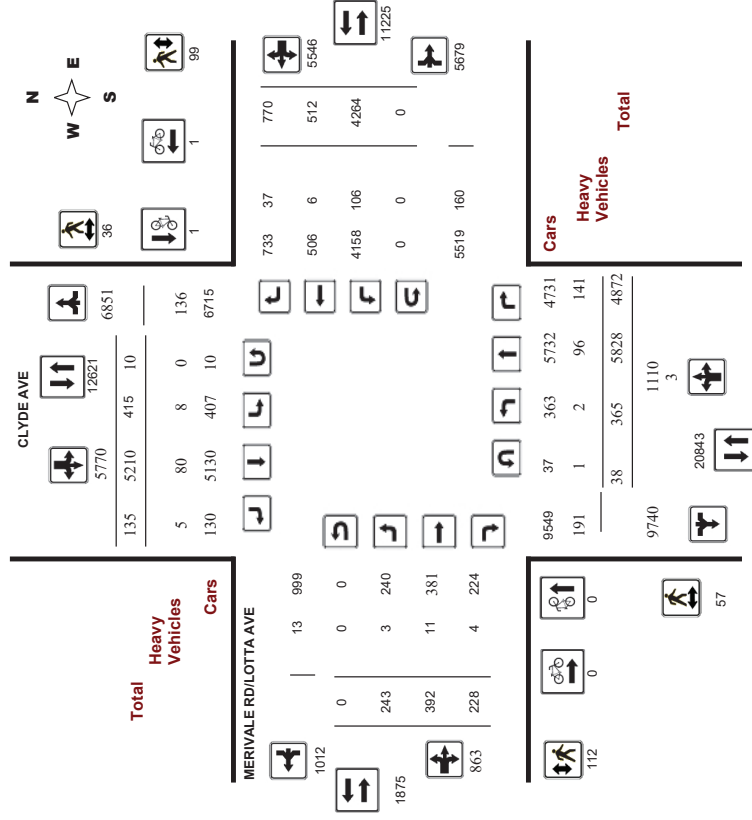 N
W E
S
36
99
1
1
CLYDE AVE
5770
12621
6851
135 5210 415 10
5 80 8 0 136
130 5130 407 10 6715
Total
Heavy
Vehicles
Cars
MERIVALE RD/LOTTA AVE
1012
13 999
0 0 0
243 3 240
392 11 381
228 4 224
1875
863
733 37 770
506 6 512
4158 106 4264
0 0 0
5519 160
5546
11225
5679
Cars
Heavy
Vehicles
Total
9549 37 363 5732 4731
191 1 2 96 141
38 365 5828 4872
9740
1110
3
20843
112
0
0
57